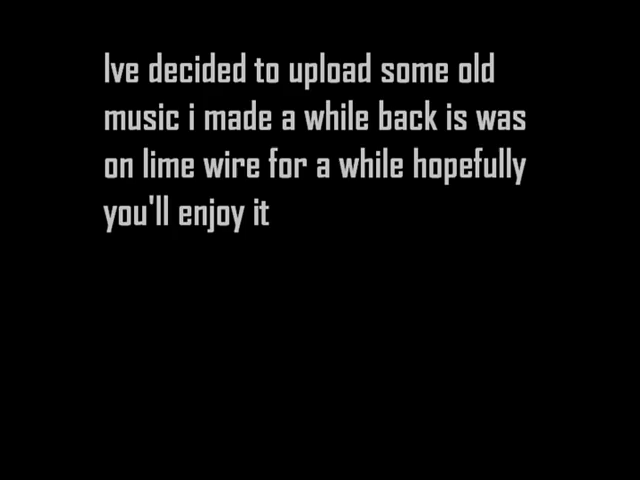 Ive decided to upload some old
music i made a while back is was
on lime wire for a while hopefully
you'll enjoy it